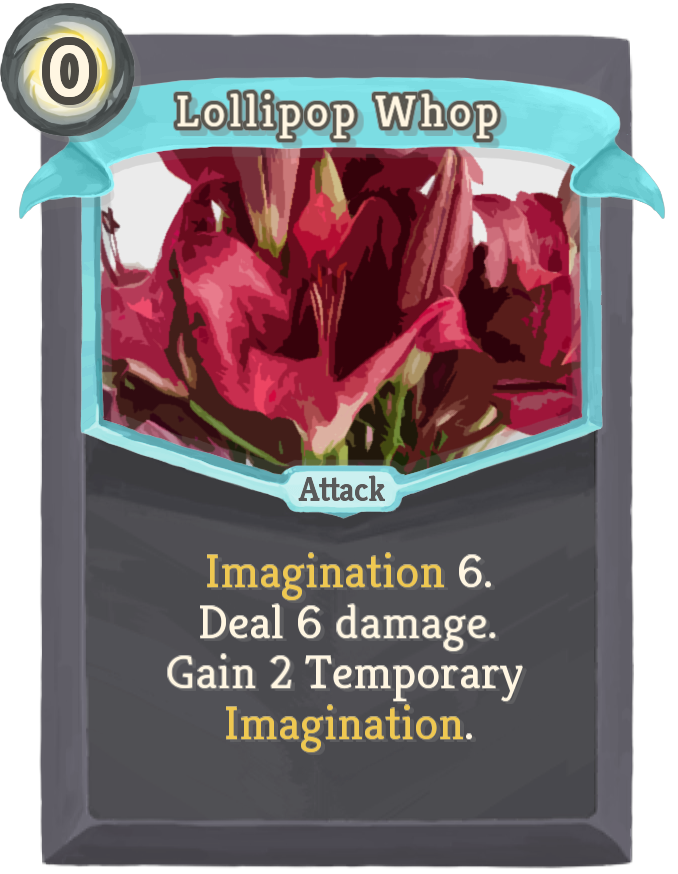 0
Lollipop Whop
Attack
Imagination 6.
Deal 6 damage.
Gain 2 Temporary
Imagination.